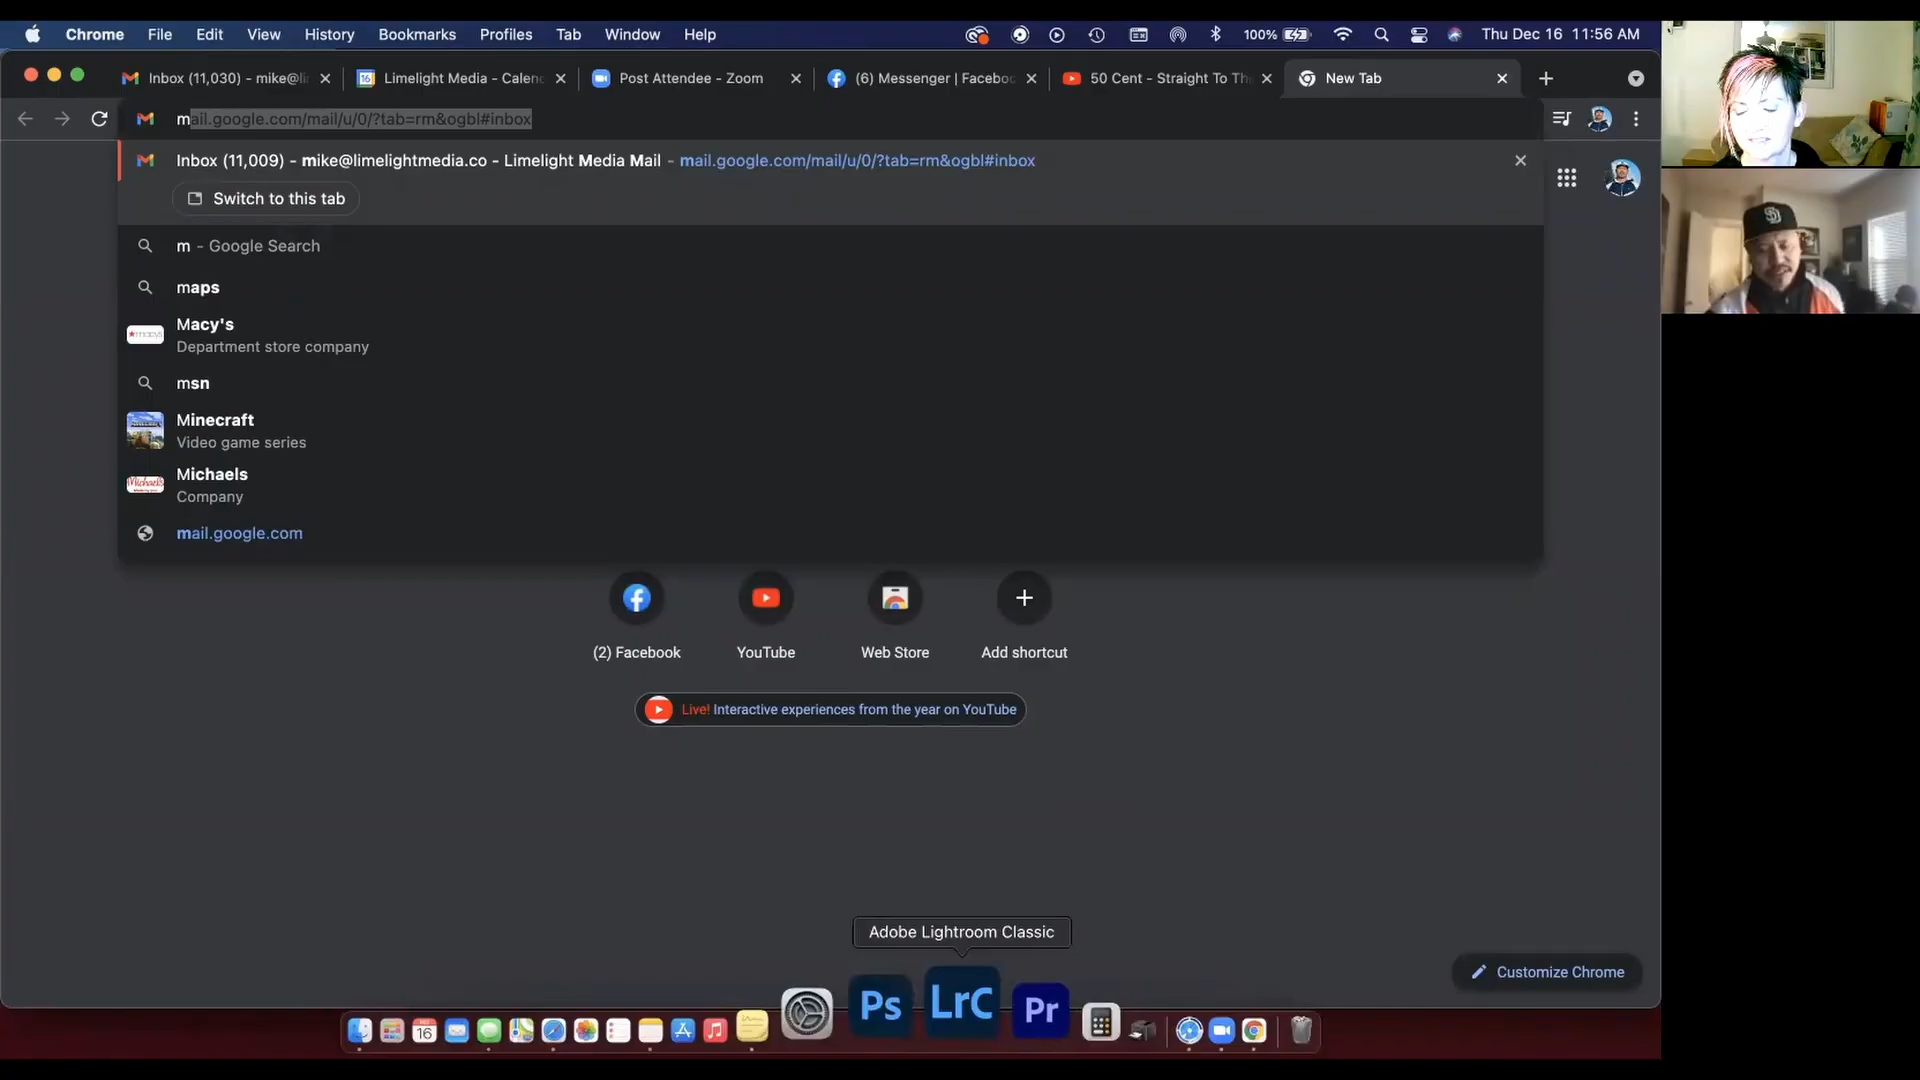 Chrome File Edit View History Bookmarks Profiles Tab Window Help 100% Thu Dec 16 11:56 AM
Inbox (11,030) - mike@li Limelight Media - Calen 16 Post Attendee - Zoom (6) Messenger | Facebo 50 Cent - Straight To Th New Tab
mail.google.com/mail/u/0/?tab=rm&ogbl#inbox
Inbox (11,009) - mike@limelightmedia.co - Limelight Media Mail - mail.google.com/mail/u/0/?tab=rm&ogbl#inbox
Switch to this tab
m - Google Search
maps
Macy's
Department store company
msn
Minecraft
Video game series
Michaels
Company
mail.google.com
(2) Facebook YouTube Web Store Add shortcut
Live! Interactive experiences from the year on YouTube
Adobe Lightroom Classic
Customize Chrome
Ps LrC Pr
16